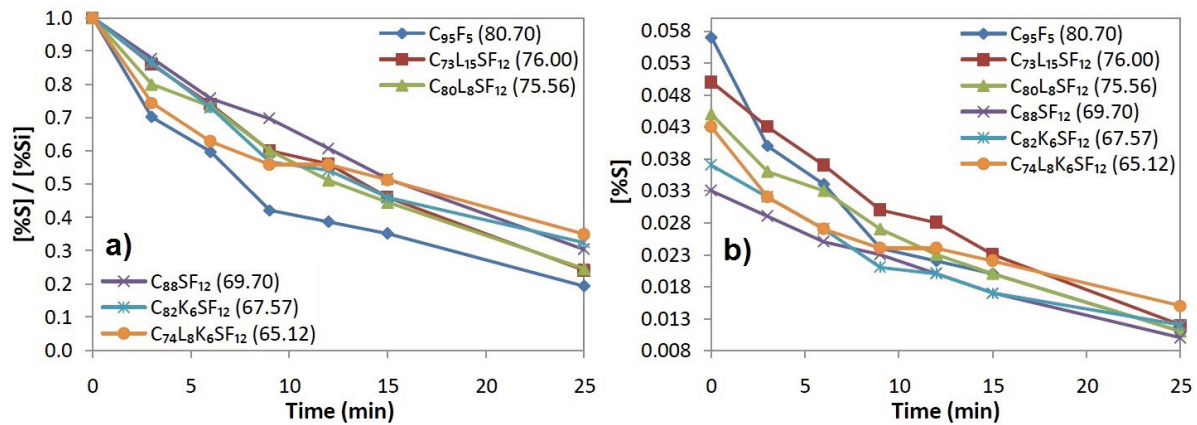 [%S] / [%Si]
1.0
0.9
0.8
0.7
0.6
0.5
0.4
0.3
0.2
0.1
0.0
C₉₅F₅ (80.70)
C₇₃L₁₅SF₁₂ (76.00)
C₈₀L₈SF₁₂ (75.56)
a)
C₈₈SF₁₂ (69.70)
C₈₂K₆SF₁₂ (67.57)
C₇₄L₈K₆SF₁₂ (65.12)
0 5 10 15 20 25
Time (min)
[%S]
0.058
0.053
0.048
0.043
0.038
0.033
0.028
0.023
0.018
0.013
0.008
C₉₅F₅ (80.70)
C₇₃L₁₅SF₁₂ (76.00)
C₈₀L₈SF₁₂ (75.56)
C₈₈SF₁₂ (69.70)
C₈₂K₆SF₁₂ (67.57)
C₇₄L₈K₆SF₁₂ (65.12)
b)
0 5 10 15 20 25
Time (min)